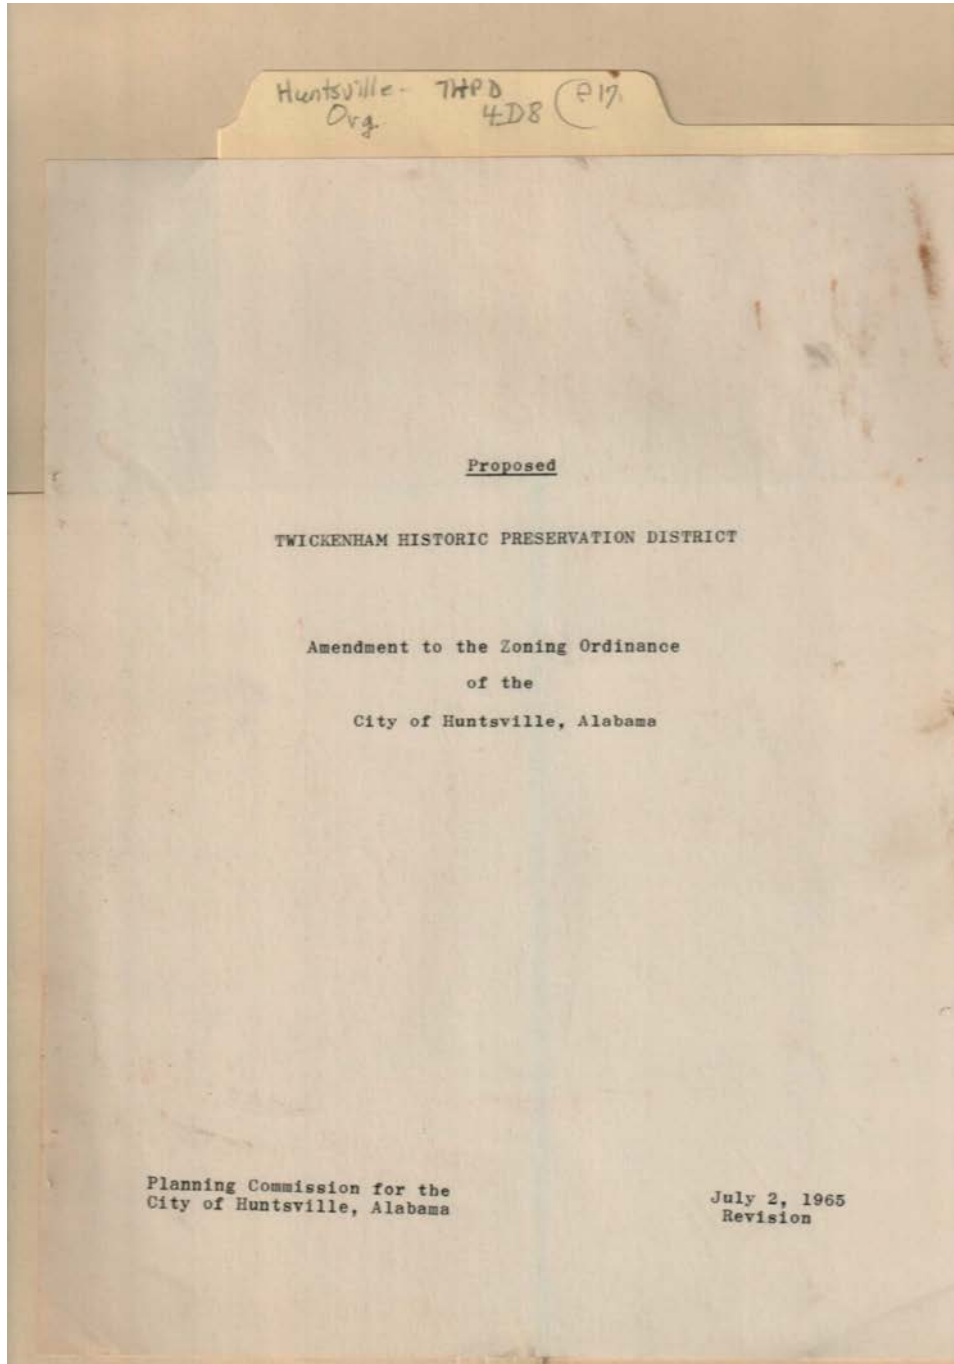 Huntsville - THPD
Org. 4D8
Proposed
TWICKENHAM HISTORIC PRESERVATION DISTRICT
Amendment to the Zoning Ordinance
of the
City of Huntsville, Alabama
Planning Commission for the
City of Huntsville, Alabama
July 2, 1965
Revision